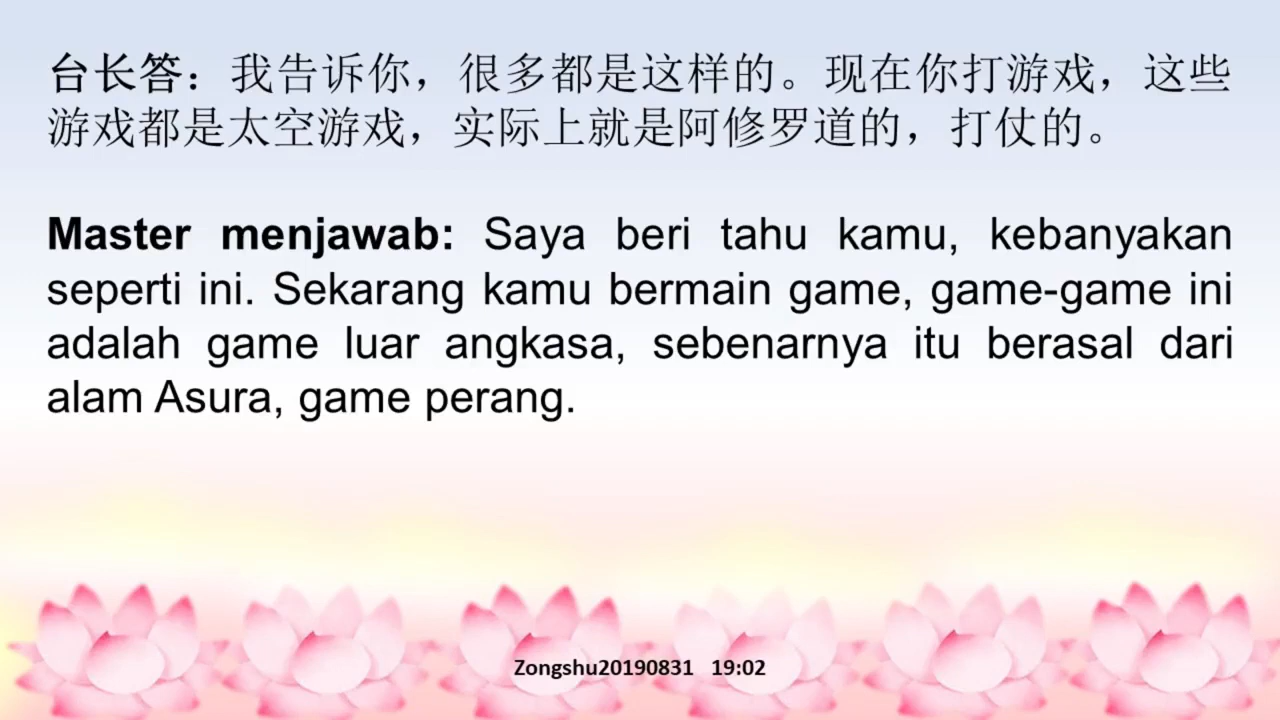 台长答：我告诉你，很多都是这样的。现在你打游戏，这些
游戏都是太空游戏，实际上就是阿修罗道的，打仗的。
Master menjawab: Saya beri tahu kamu, kebanyakan
seperti ini. Sekarang kamu bermain game, game-game ini
adalah game luar angkasa, sebenarnya itu berasal dari
alam Asura, game perang.
Zongshu20190831 19:02